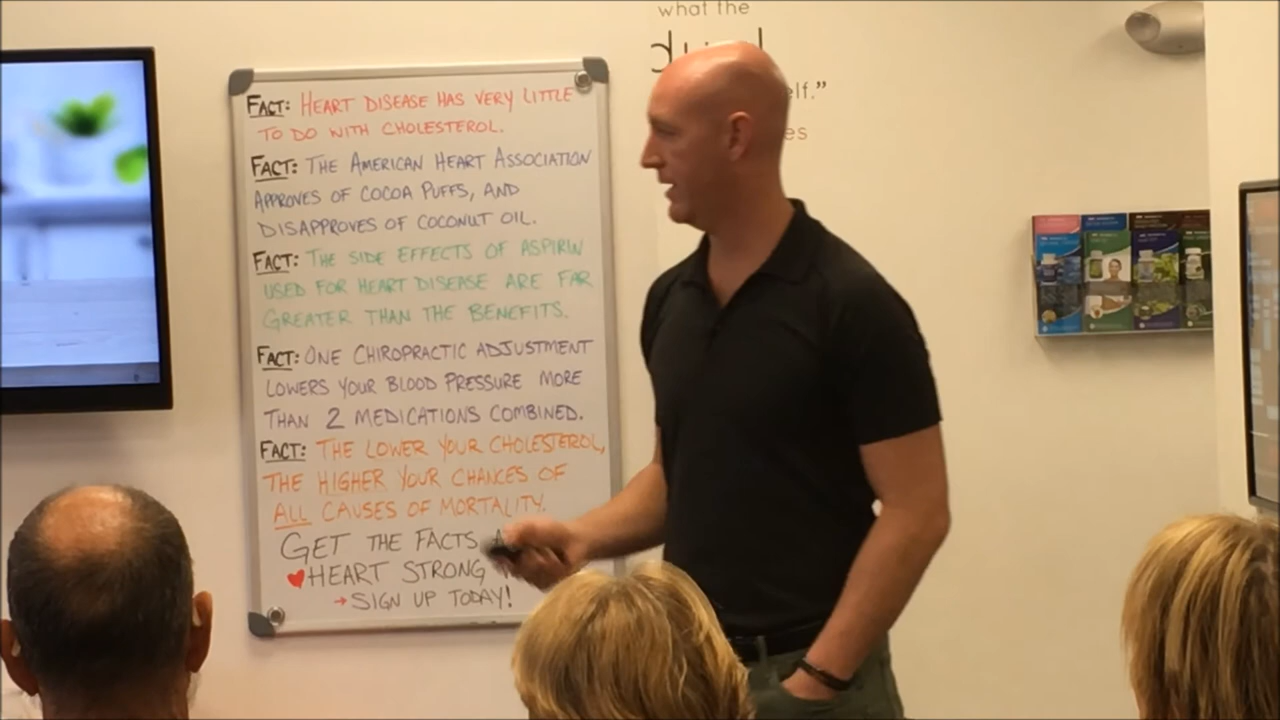 what the
elf.”
es
FACT: HEART DISEASE HAS VERY LITTLE
TO DO WITH CHOLESTEROL.
FACT: THE AMERICAN HEART ASSOCIATION
APPROVES OF COCOA PUFFS, AND
DISAPPROVES OF COCONUT OIL.
FACT: THE SIDE EFFECTS OF ASPIRIN
USED FOR HEART DISEASE ARE FAR
GREATER THAN THE BENEFITS.
FACT: ONE CHIROPRACTIC ADJUSTMENT
LOWERS YOUR BLOOD PRESSURE MORE
THAN 2 MEDICATIONS COMBINED.
FACT: THE LOWER YOUR CHOLESTEROL,
THE HIGHER YOUR CHANCES OF
ALL CAUSES OF MORTALITY.
GET THE FACTS
HEART STRONG
→ SIGN UP TODAY!